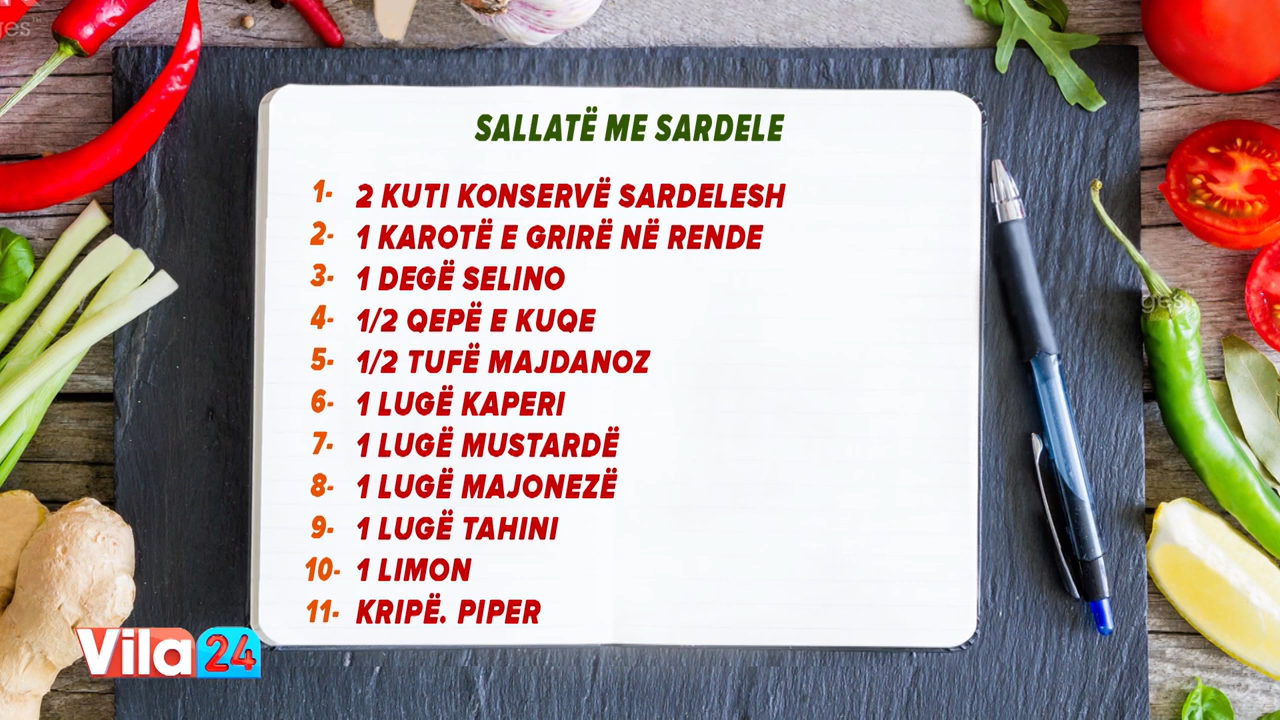 SALLATË ME SARDELE
1- 2 KUTI KONSERVË SARDELESH
2- 1 KAROTË E GRIRË NË RENDE
3- 1 DEGË SELINO
4- 1/2 QEPË E KUQE
5- 1/2 TUFË MAJDANOZ
6- 1 LUGË KAPERI
7- 1 LUGË MUSTARDË
8- 1 LUGË MAJONEZË
9- 1 LUGË TAHINI
10- 1 LIMON
11- KRIPË. PIPER
Vila 24